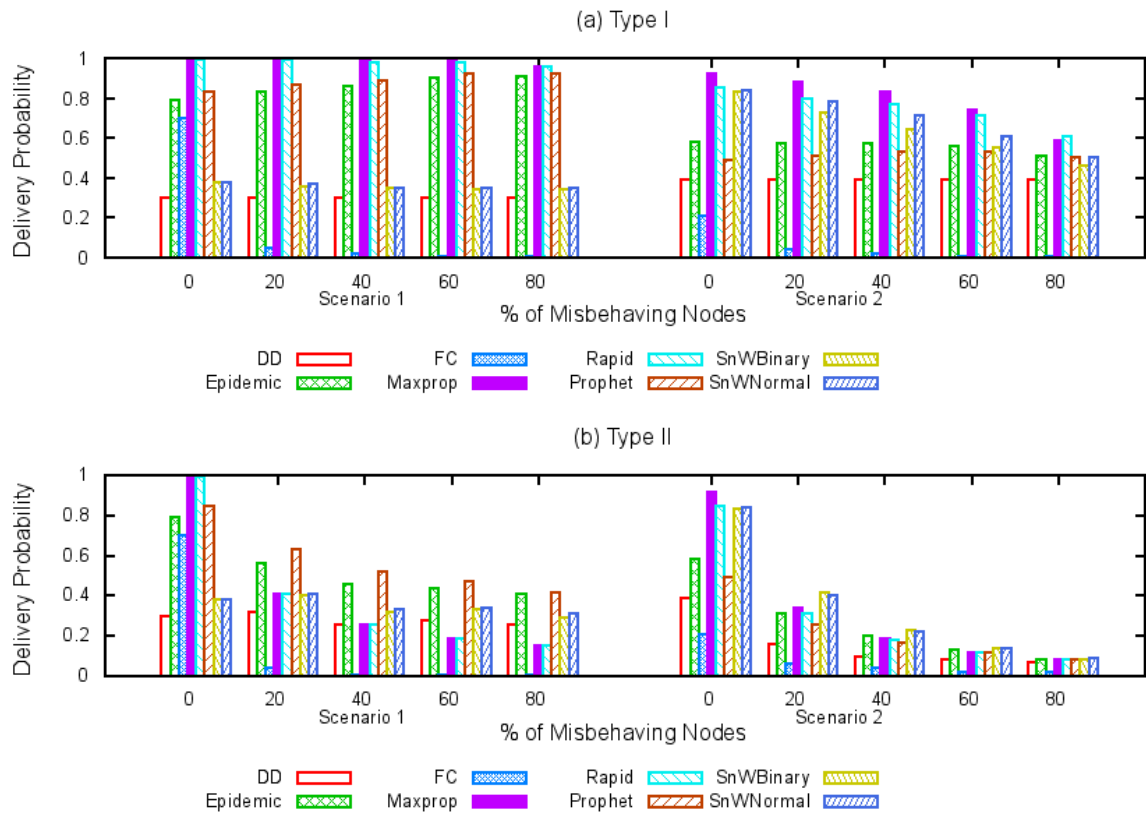 (a) Type I
Delivery Probability
1
0.8
0.6
0.4
0.2
0
0 20 40 60 80 0 20 40 60 80
Scenario 1 Scenario 2
% of Misbehaving Nodes
DD FC Rapid SnWBinary
Epidemic Maxprop Prophet SnWNormal
(b) Type II
Delivery Probability
1
0.8
0.6
0.4
0.2
0
0 20 40 60 80 0 20 40 60 80
Scenario 1 Scenario 2
% of Misbehaving Nodes
DD FC Rapid SnWBinary
Epidemic Maxprop Prophet SnWNormal